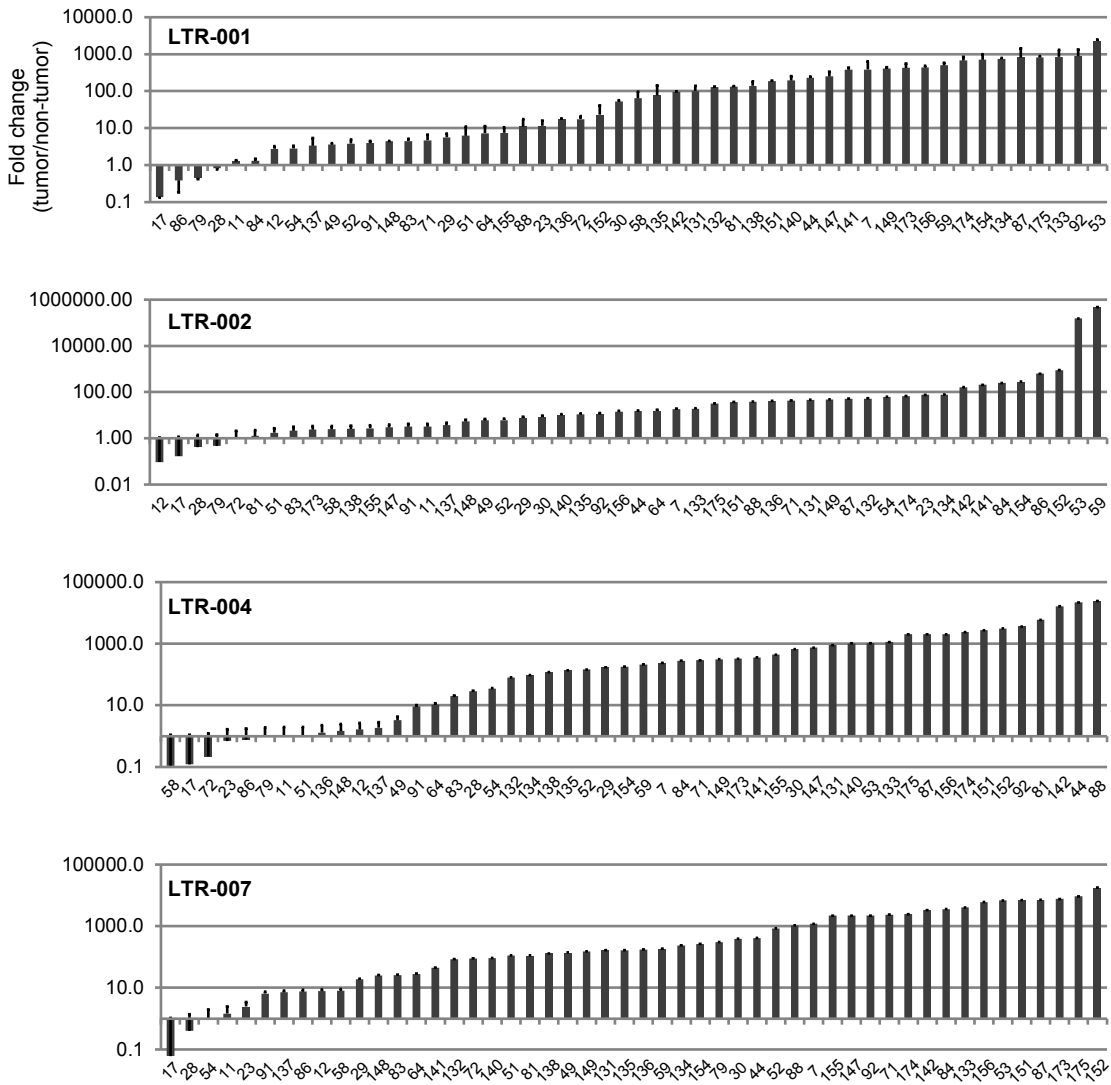 10000.0
LTR-001
1000.0
100.0
10.0
1.0
0.1
Fold change
(tumor/non-tumor)
17 86 79 28 11 84 12 54 137 49 52 91 148 83 71 29 51 64 155 88 23 136 72 152 30 58 135 142 131 132 81 138 151 140 44 147 141 7 149 173 156 59 174 154 134 87 175 133 92 53
1000000.00
LTR-002
10000.00
100.00
1.00
0.01
12 17 28 79 72 81 51 83 173 58 138 155 147 91 11 137 148 49 52 29 30 140 135 92 156 44 64 7 133 175 151 88 136 71 131 149 87 132 54 174 23 134 142 141 84 154 86 152 53 59
100000.0
LTR-004
1000.0
10.0
0.1
58 17 72 23 86 79 11 51 136 148 12 137 49 91 64 83 28 54 132 134 138 135 52 29 154 59 7 84 71 149 173 141 155 30 147 131 140 53 133 175 87 156 174 151 152 92 81 142 44 88
100000.0
LTR-007
1000.0
10.0
0.1
17 28 54 11 23 91 137 86 12 58 29 148 83 64 141 132 72 140 51 81 138 49 149 131 135 136 59 134 154 79 30 44 52 88 7 155 147 92 71 174 142 84 133 156 53 151 87 173 175 152